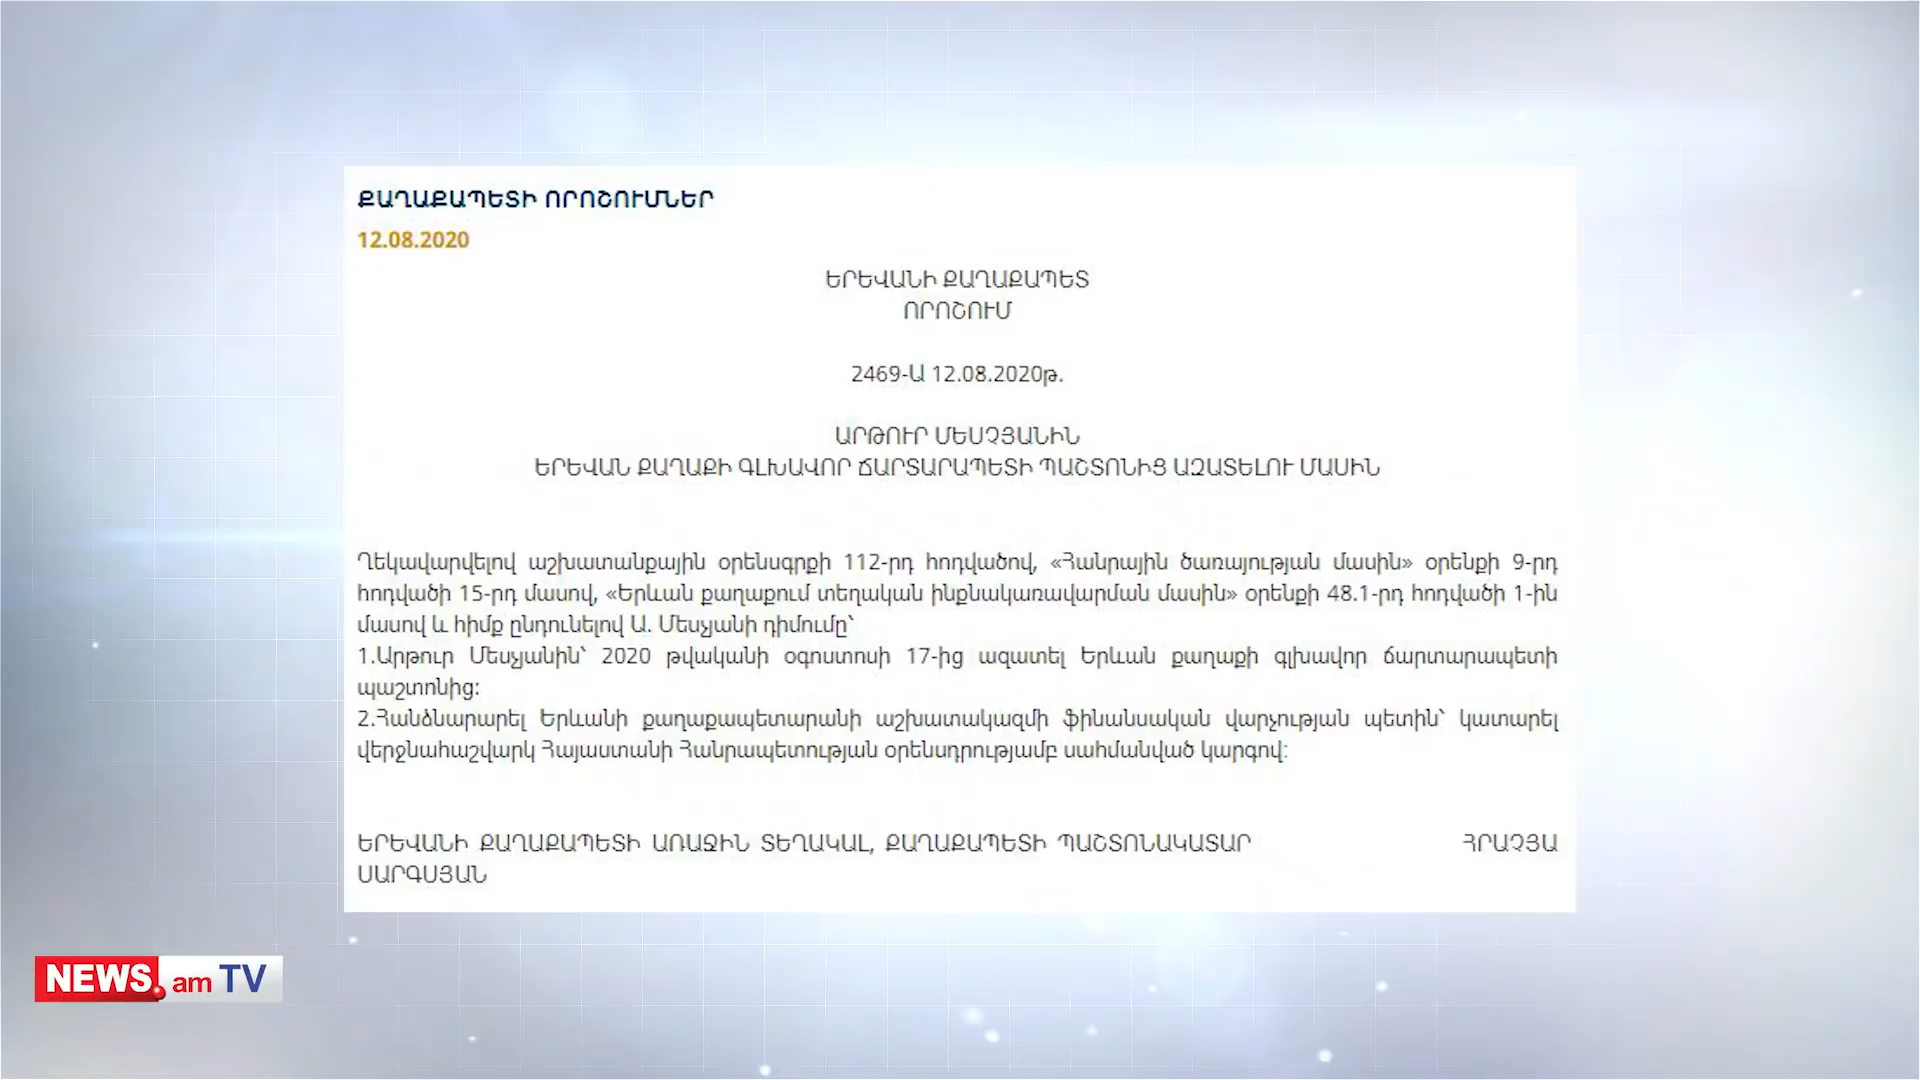 ՔԱՂԱՔԱՊԵՏԻ ՈՐՈՇՈՒՄՆԵՐ
12.08.2020
ԵՐԵՎԱՆԻ ՔԱՂԱՔԱՊԵՏ
ՈՐՈՇՈՒՄ
2469-Ա 12.08.2020թ.
ԱՐԹՈՒՐ ՄԵՍՉՅԱՆԻՆ
ԵՐԵՎԱՆ ՔԱՂԱՔԻ ԳԼԽԱՎՈՐ ՃԱՐՏԱՐԱՊԵՏԻ ՊԱՇՏՈՆԻՑ ԱԶԱՏԵԼՈՒ ՄԱՍԻՆ
Ղեկավարվելով աշխատանքային օրենսգրքի 112-րդ հոդվածով, «Հանրային ծառայության մասին» օրենքի 9-րդ
հոդվածի 15-րդ մասով, «Երևան քաղաքում տեղական ինքնակառավարման մասին» օրենքի 48.1-րդ հոդվածի 1-ին
մասով և հիմք ընդունելով Ա. Մեսչյանի դիմումը՝
1.Արթուր Մեսչյանին՝ 2020 թվականի օգոստոսի 17-ից ազատել Երևան քաղաքի գլխավոր ճարտարապետի
պաշտոնից:
2.Հանձնարարել Երևանի քաղաքապետարանի աշխատակազմի ֆինանսական վարչության պետին՝ կատարել
վերջնահաշվարկ Հայաստանի Հանրապետության օրենսդրությամբ սահմանված կարգով:
ԵՐԵՎԱՆԻ ՔԱՂԱՔԱՊԵՏԻ ԱՌԱՋԻՆ ՏԵՂԱԿԱԼ, ՔԱՂԱՔԱՊԵՏԻ ՊԱՇՏՈՆԱԿԱՏԱՐ ՀՐԱՉՅԱ
ՍԱՐԳՍՅԱՆ
NEWS.am TV